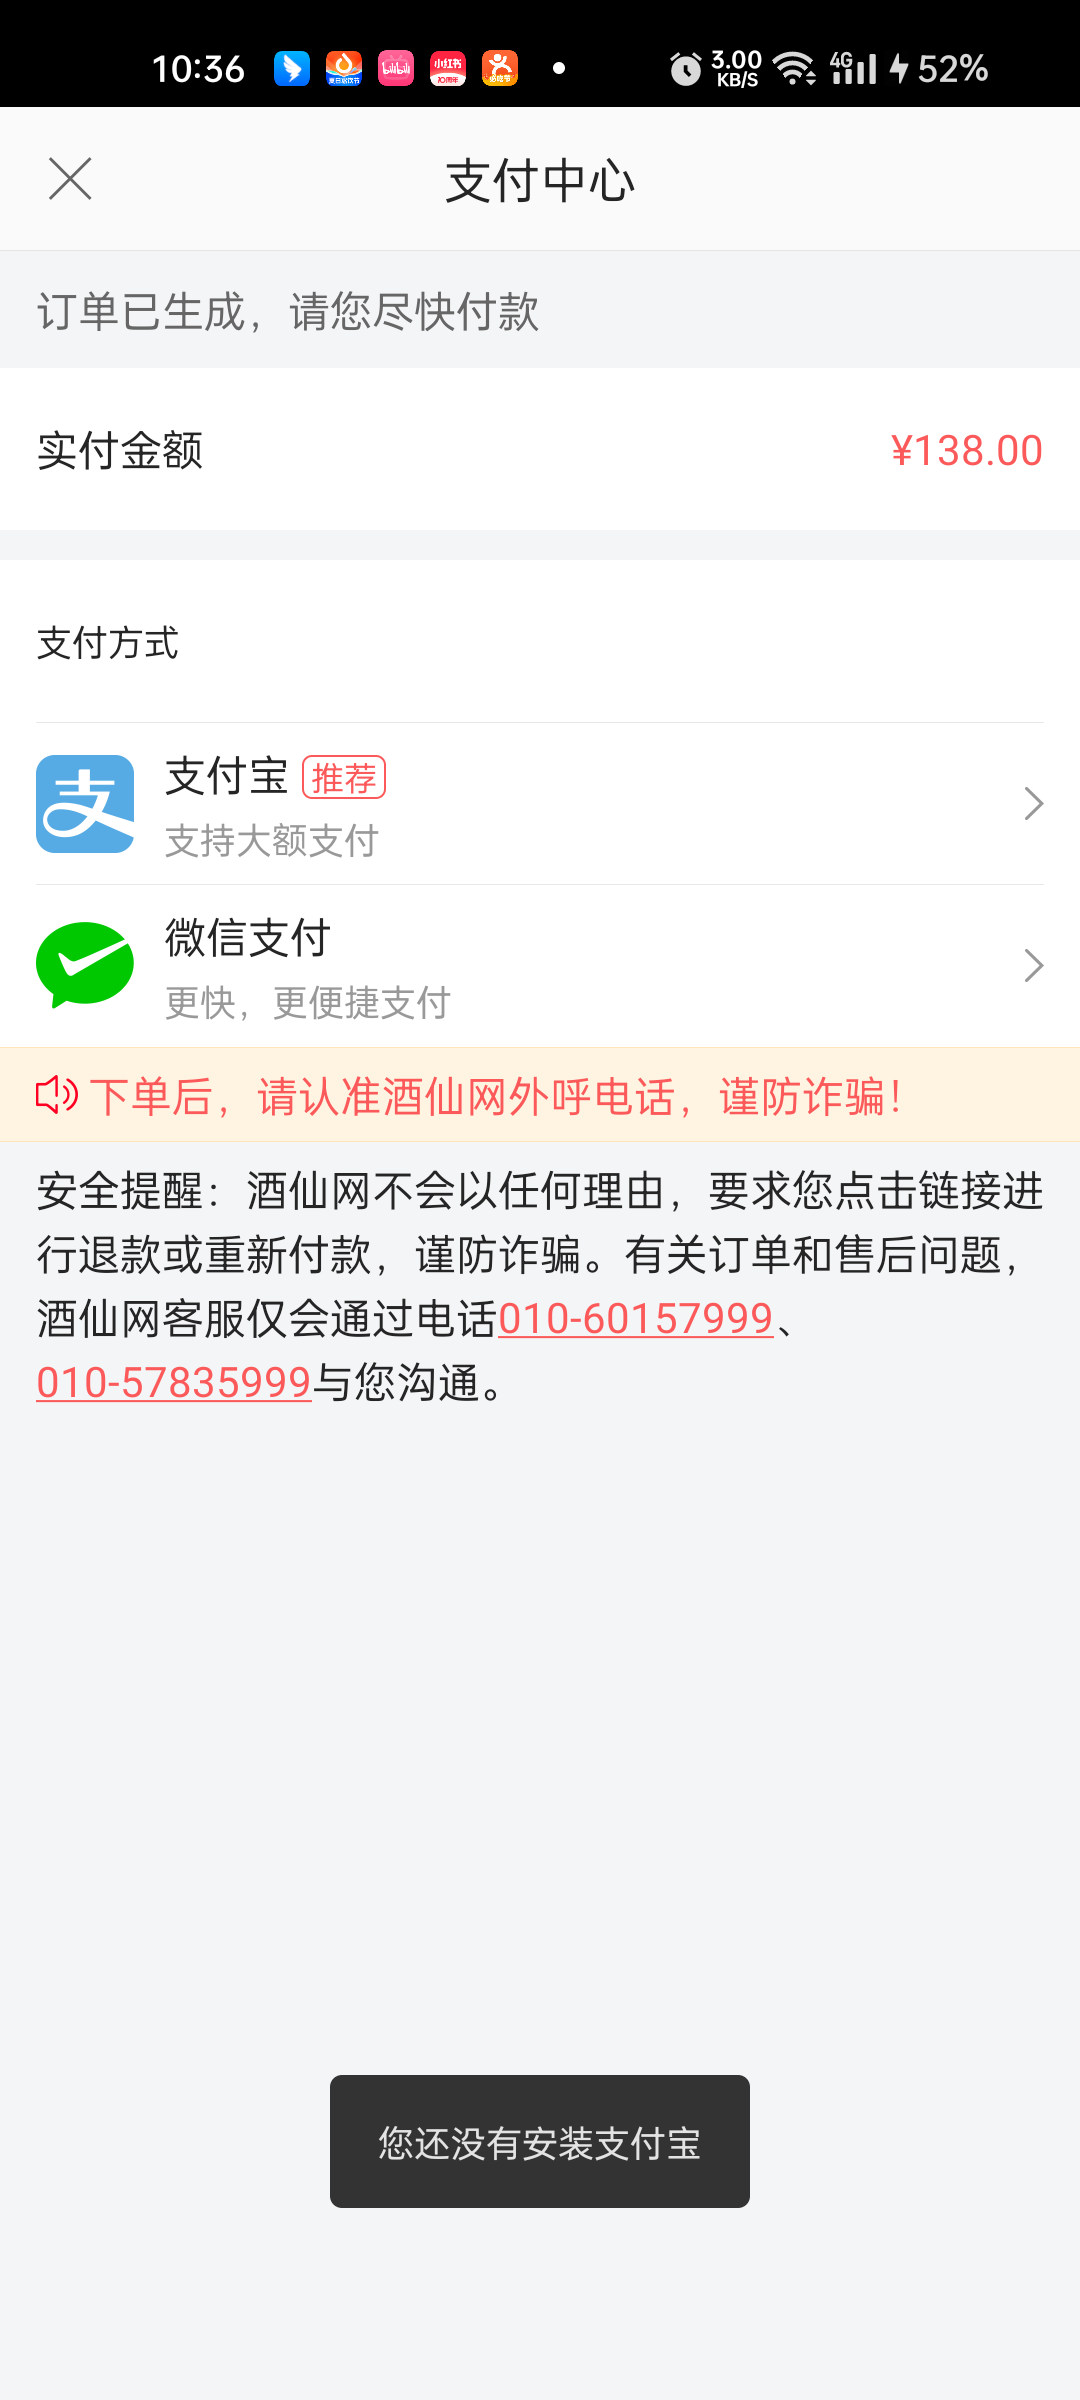 10:36
3.00
KB/S
4G
52%
支付中心
订单已生成，请您尽快付款
实付金额
¥138.00
支付方式
支付宝 推荐
支持大额支付
微信支付
更快，更便捷支付
下单后，请认准酒仙网外呼电话，谨防诈骗！
安全提醒：酒仙网不会以任何理由，要求您点击链接进
行退款或重新付款，谨防诈骗。有关订单和售后问题，
酒仙网客服仅会通过电话010-60157999、
010-57835999与您沟通。
您还没有安装支付宝